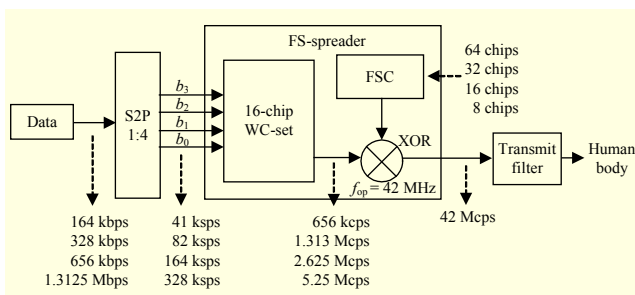 FS-spreader
64 chips
32 chips
16 chips
8 chips
FSC
S2P
1:4
b3
b2
b1
b0
16-chip
WC-set
Data
XOR
Transmit
filter
Human
body
fop = 42 MHz
164 kbps
328 kbps
656 kbps
1.3125 Mbps
41 ksps
82 ksps
164 ksps
328 ksps
656 kcps
1.313 Mcps
2.625 Mcps
5.25 Mcps
42 Mcps